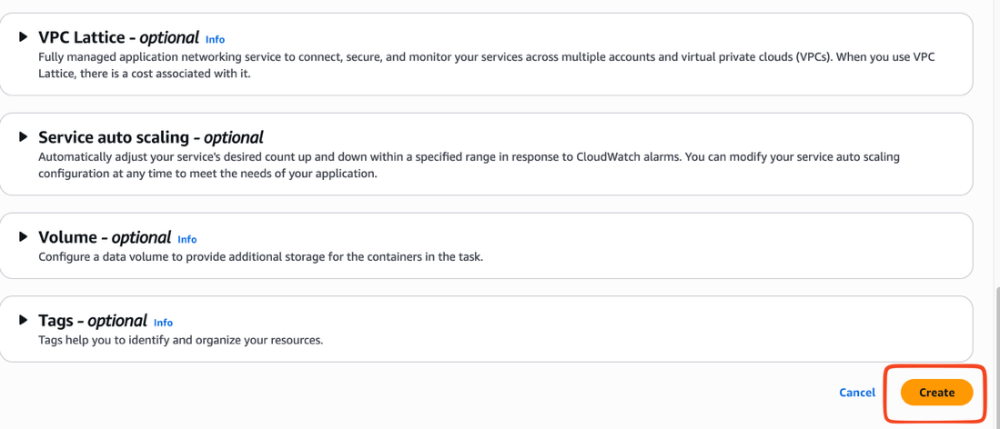 VPC Lattice - optional Info
Fully managed application networking service to connect, secure, and monitor your services across multiple accounts and virtual private clouds (VPCs). When you use VPC
Lattice, there is a cost associated with it.
Service auto scaling - optional
Automatically adjust your service's desired count up and down within a specified range in response to CloudWatch alarms. You can modify your service auto scaling
configuration at any time to meet the needs of your application.
Volume - optional Info
Configure a data volume to provide additional storage for the containers in the task.
Tags - optional Info
Tags help you to identify and organize your resources.
Cancel Create